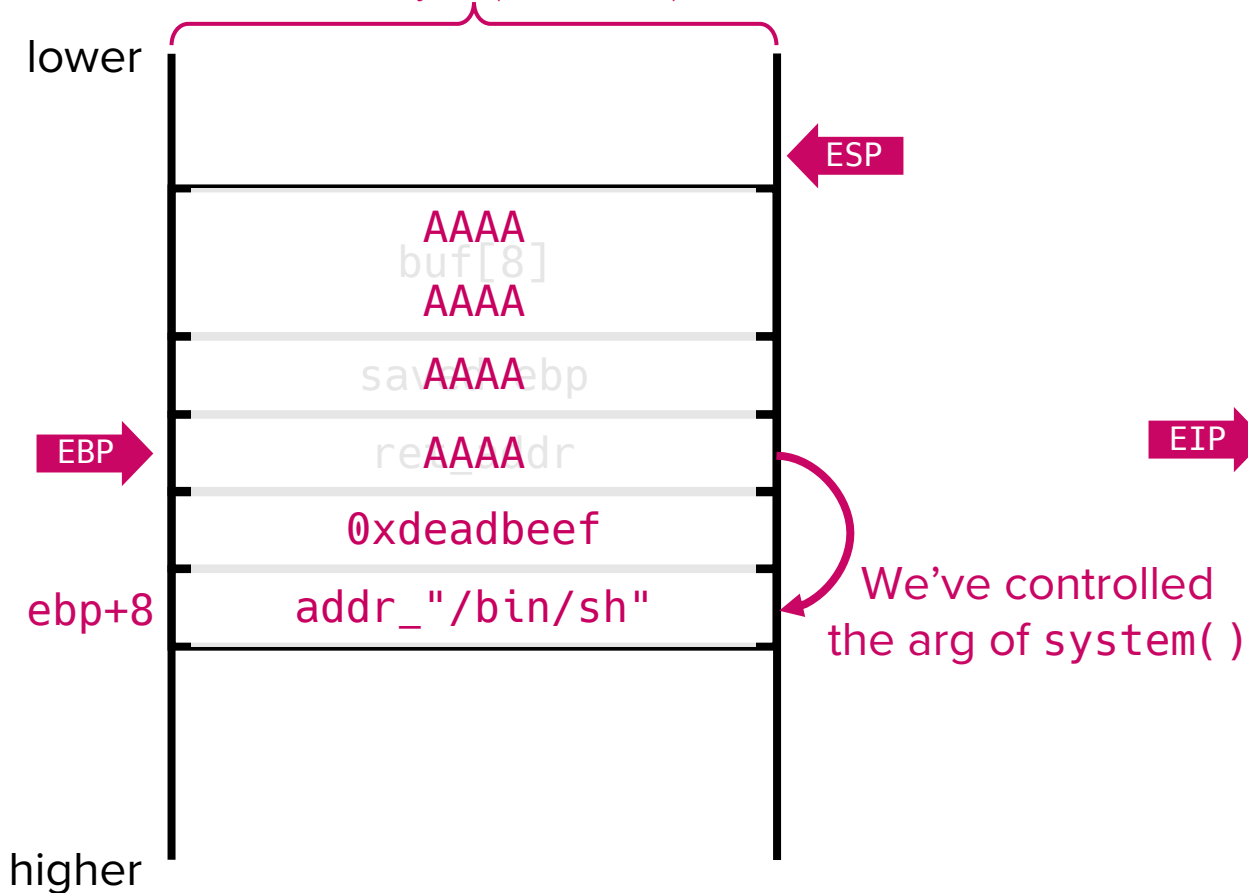 lower
ESP
AAAA
buf[8]
AAAA
AAAA
EBP
AAAA
EIP
0xdeadbeef
ebp+8
addr_"/bin/sh"
We've controlled
the arg of system()
higher